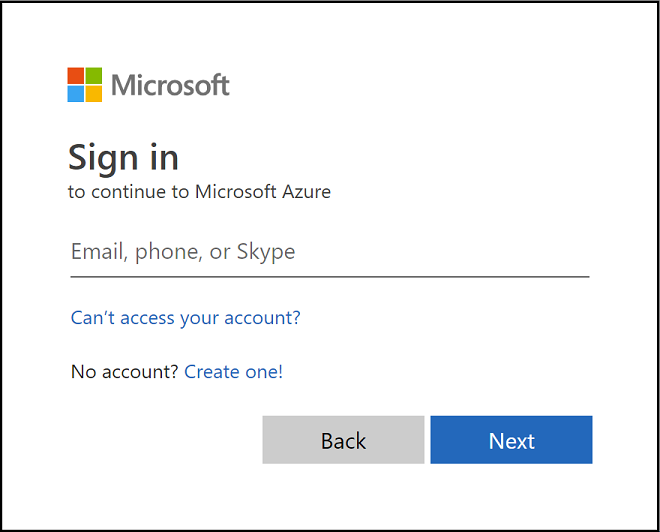 Microsoft
Sign in
to continue to Microsoft Azure
Email, phone, or Skype
Can’t access your account?
No account? Create one!
Back Next